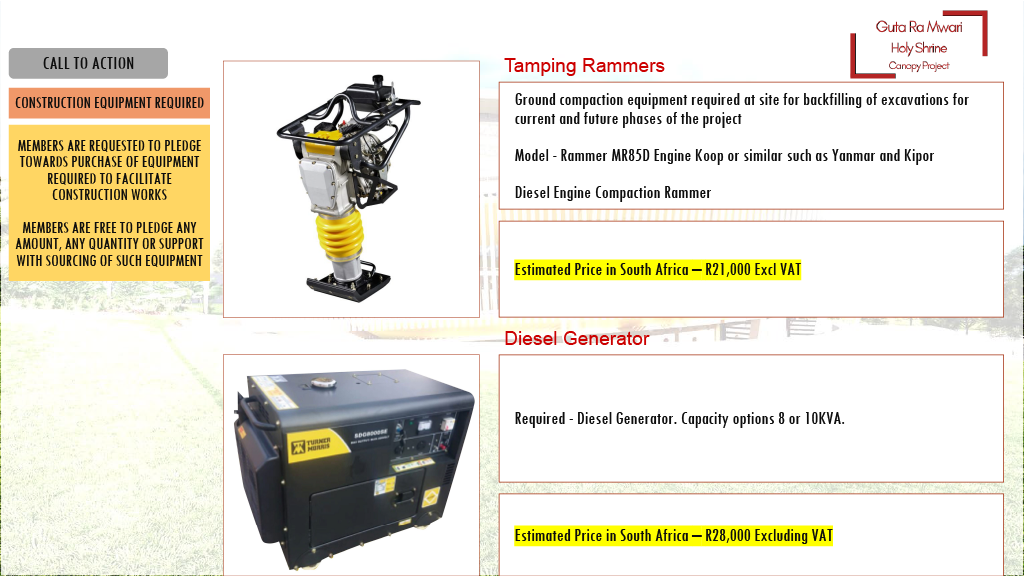 Guta Ra Mwari
Holy Shrine
Canopy Project
CALL TO ACTION
CONSTRUCTION EQUIPMENT REQUIRED
MEMBERS ARE REQUESTED TO PLEDGE
TOWARDS PURCHASE OF EQUIPMENT
REQUIRED TO FACILITATE
CONSTRUCTION WORKS
MEMBERS ARE FREE TO PLEDGE ANY
AMOUNT, ANY QUANTITY OR SUPPORT
WITH SOURCING OF SUCH EQUIPMENT
Tamping Rammers
Ground compaction equipment required at site for backfilling of excavations for
current and future phases of the project
Model - Rammer MR85D Engine Koop or similar such as Yanmar and Kipor
Diesel Engine Compaction Rammer
Estimated Price in South Africa – R21,000 Excl VAT
Diesel Generator
TURNER
MORRIS
Required - Diesel Generator. Capacity options 8 or 10KVA.
Estimated Price in South Africa – R28,000 Excluding VAT